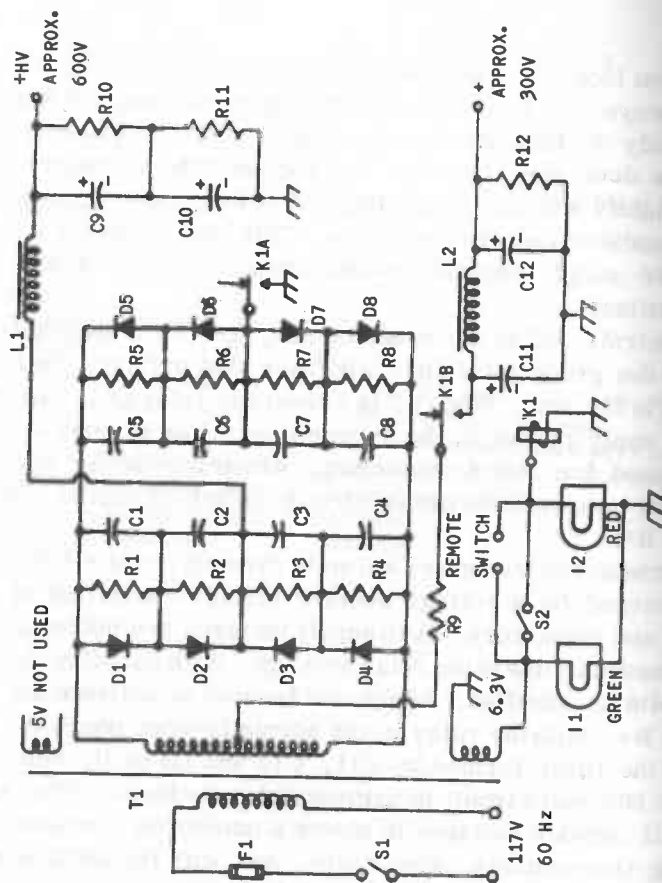 5V NOT USED
L1
+HV
APPROX.
600V
T1
D1
R1
C1
C5
R5
D5
C9
R10
D2
R2
C2
C6
R6
D6
K1A
C10
R11
D3
R3
C3
C7
R7
D7
D4
R4
C4
C8
R8
D8
F1
S1
117V
60 Hz
R9
K1B
L2
+
APPROX.
300V
REMOTE
SWITCH
6.3V
S2
K1
C11
C12
R12
I1
GREEN
I2
RED